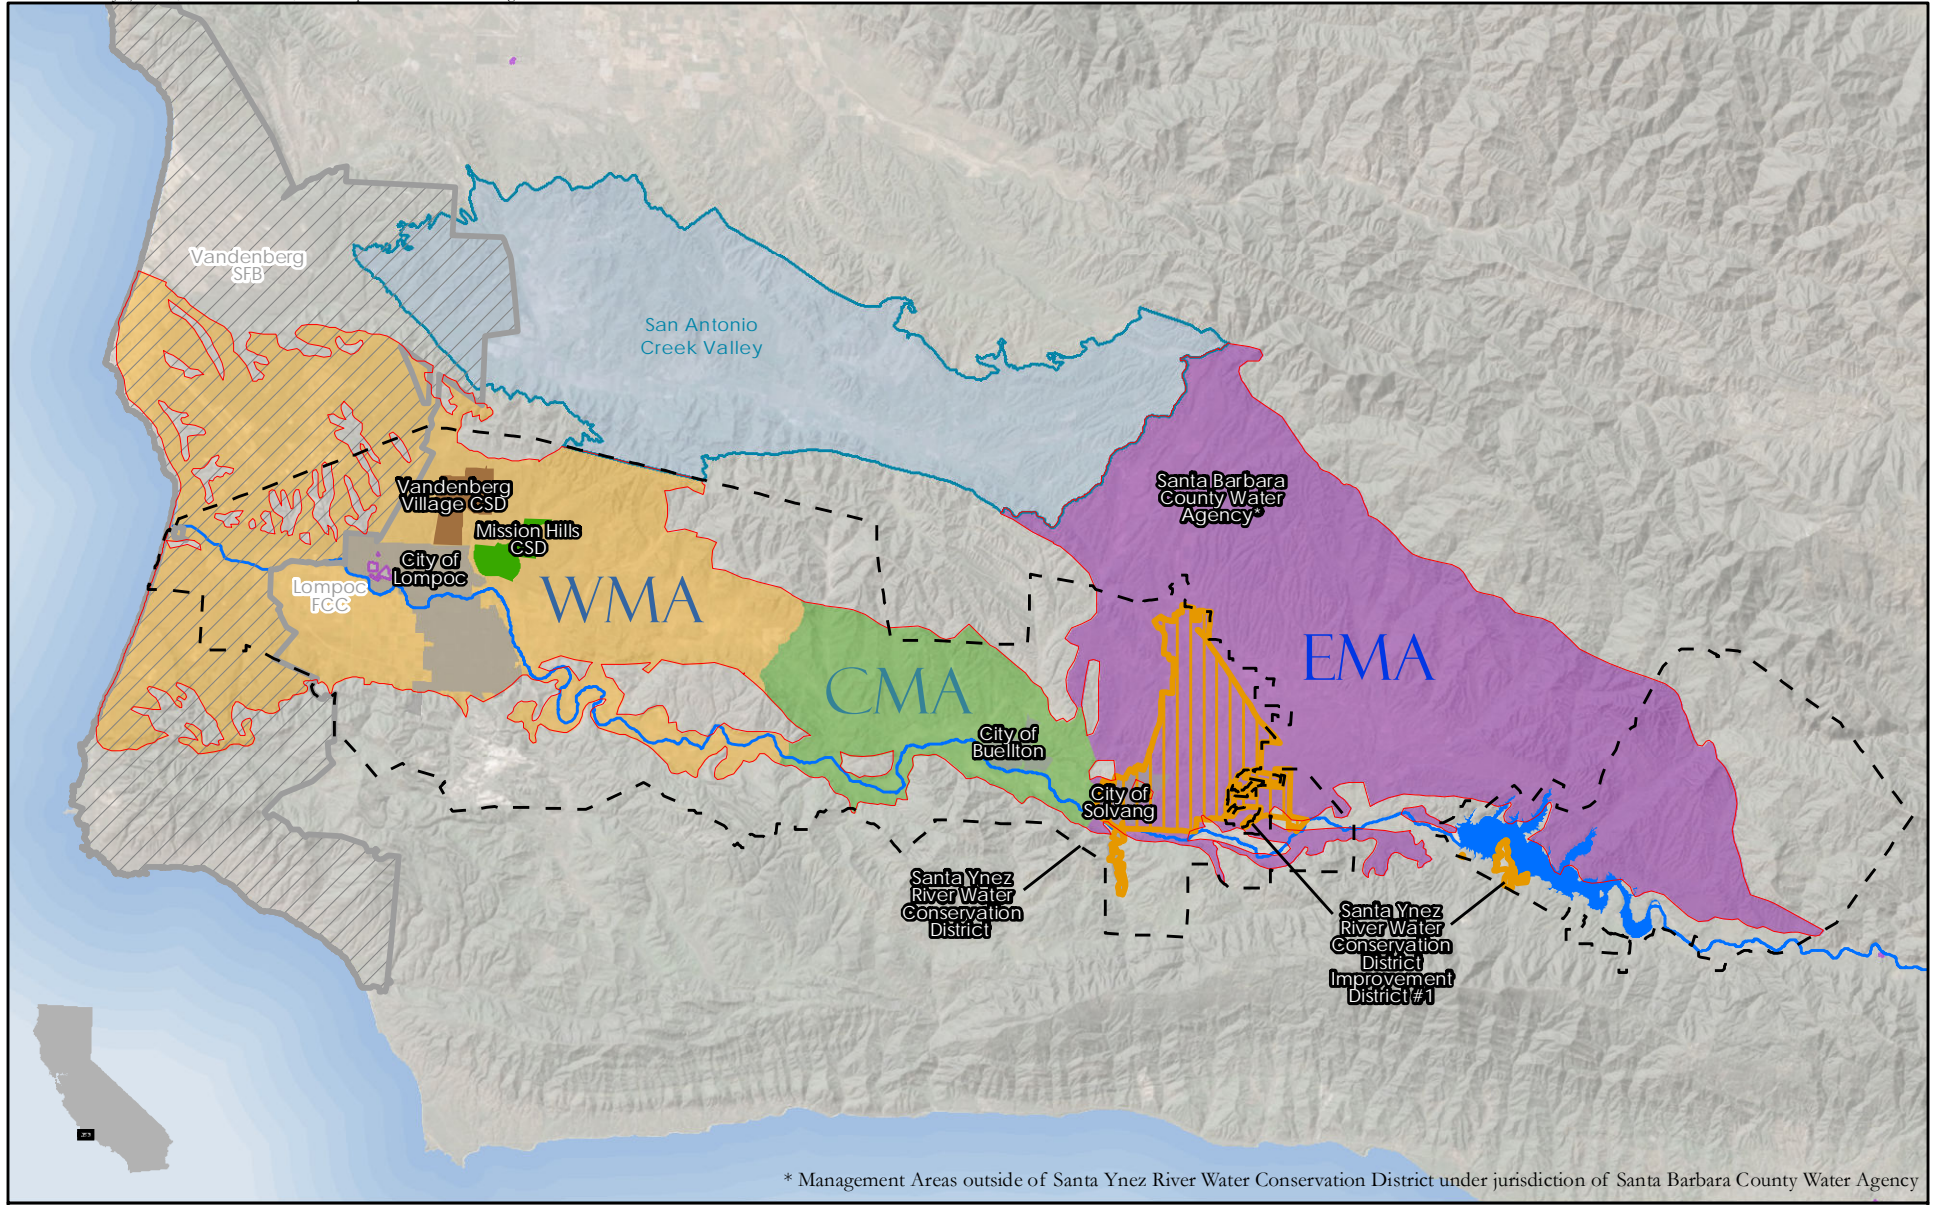 Vandenberg
SFB
San Antonio
Creek Valley
Santa Barbara
County Water
Agency*
Vandenberg
Village CSD
Mission Hills
CSD
City of
Lompoc
Lompoc
FCC
WMA
EMA
CMA
City of
Buellton
City of
Solvang
Santa Ynez
River Water
Conservation
District
Santa Ynez
River Water
Conservation
District
Improvement
District #1
* Management Areas outside of Santa Ynez River Water Conservation District under jurisdiction of Santa Barbara County Water Agency